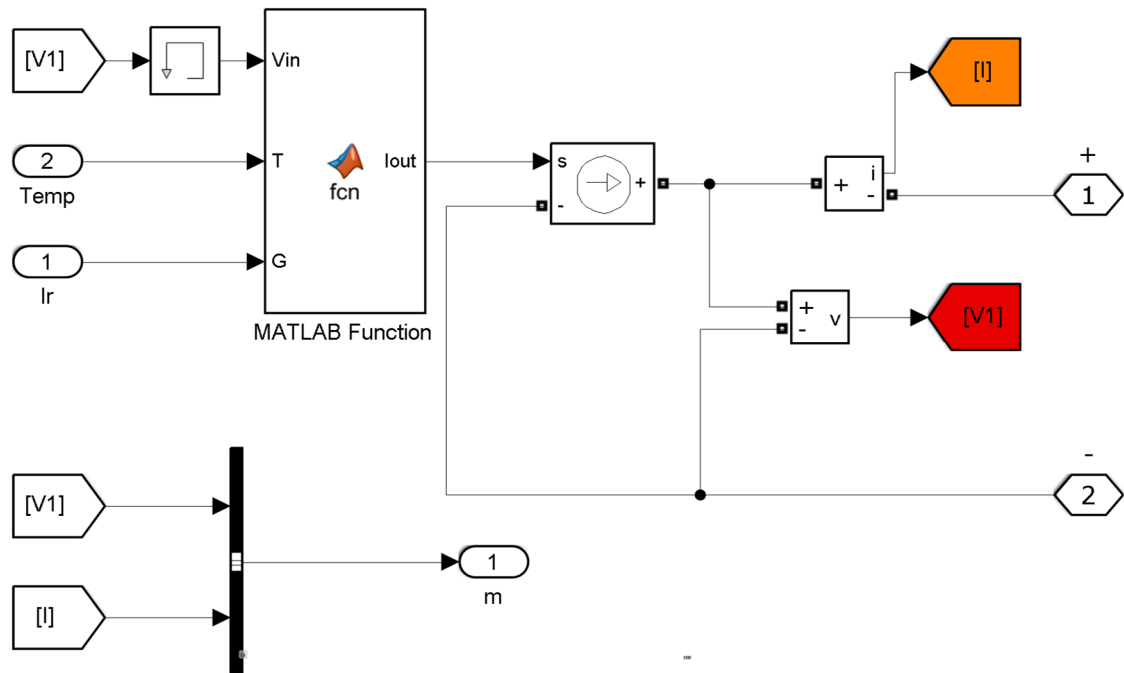 [V1]
Vin
[I]
2
T
fcn
Iout
s
+
-
+
i
-
+
1
Temp
1
G
Ir
MATLAB Function
+
-
v
[V1]
[V1]
-
2
1
m
[I]